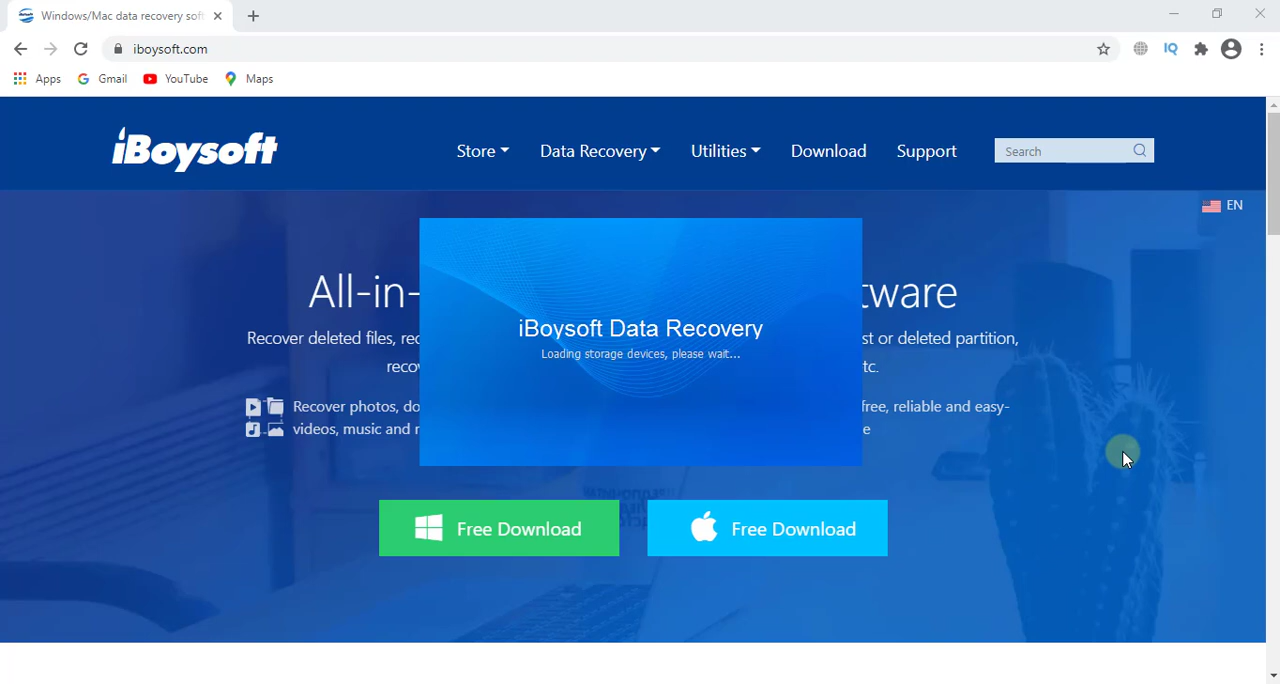 Windows/Mac data recovery soft
iboysoft.com
IQ
Apps Gmail YouTube Maps
iBoysoft
Store Data Recovery Utilities Download Support Search
EN
All-in- tware
Recover deleted files, rec st or deleted partition,
recov tc.
iBoysoft Data Recovery
Loading storage devices, please wait...
Recover photos, do free, reliable and easy-
videos, music and r e
Free Download Free Download